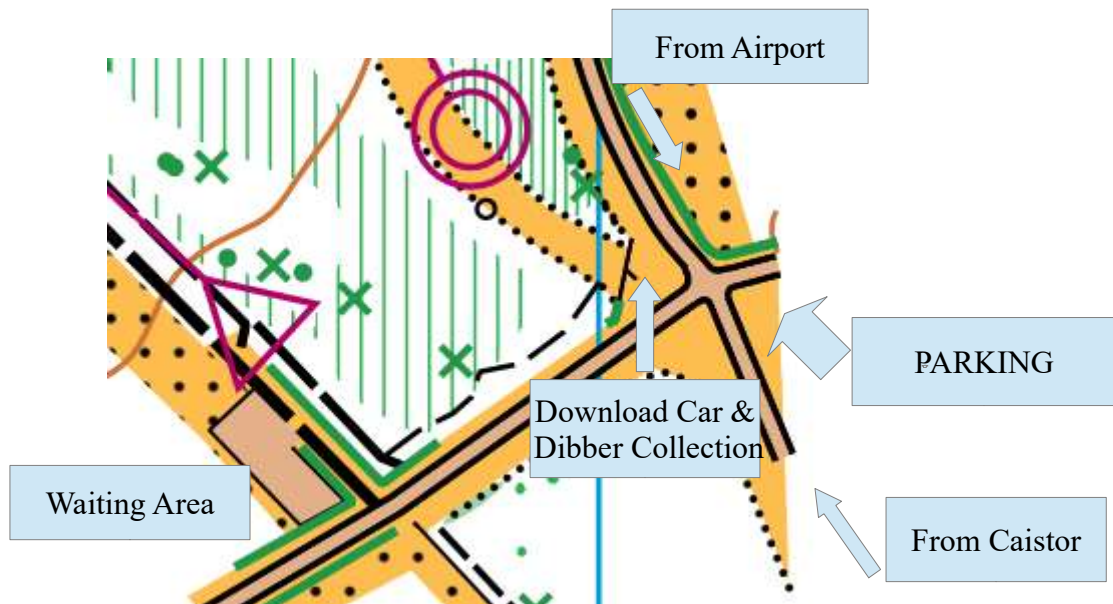 From Airport
PARKING
Download Car &
Dibber Collection
Waiting Area
From Caistor